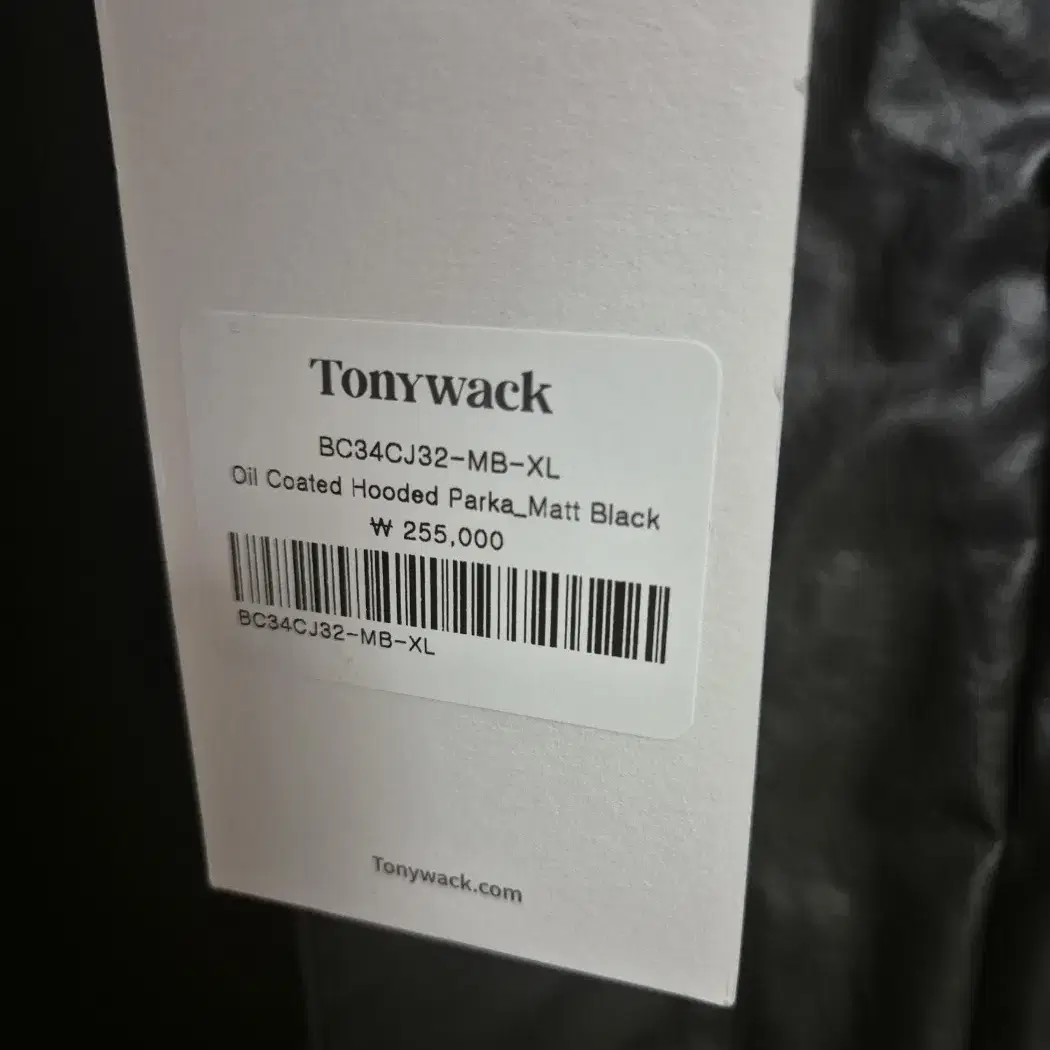 Tonywack
BC34CJ32-MB-XL
Oil Coated Hooded Parka_Matt Black
₩ 255,000
BC34CJ32-MB-XL
Tonywack.com